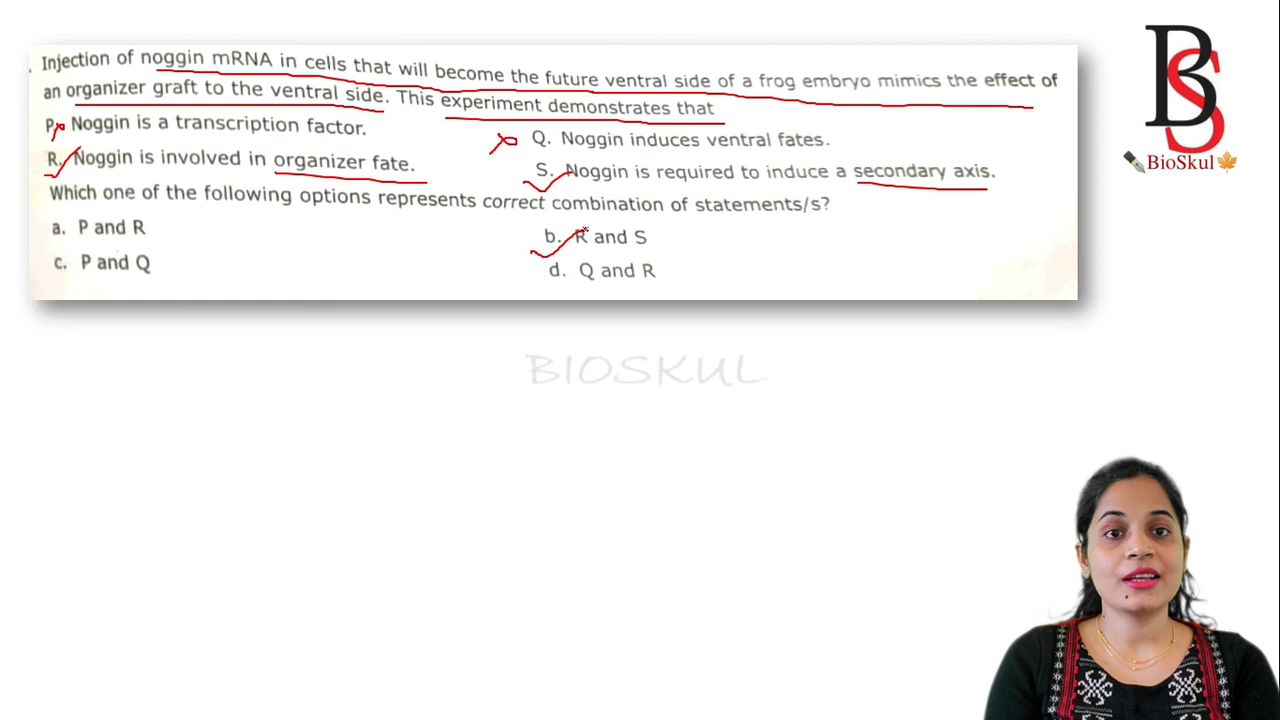 Injection of noggin mRNA in cells that will become the future ventral side of a frog embryo mimics the effect of
an organizer graft to the ventral side. This experiment demonstrates that
P. Noggin is a transcription factor.
Q. Noggin induces ventral fates.
R. Noggin is involved in organizer fate.
S. Noggin is required to induce a secondary axis.
Which one of the following options represents correct combination of statements/s?
a. P and R
b. R and S
c. P and Q
d. Q and R
BS
BioSkul
BIOSKUL